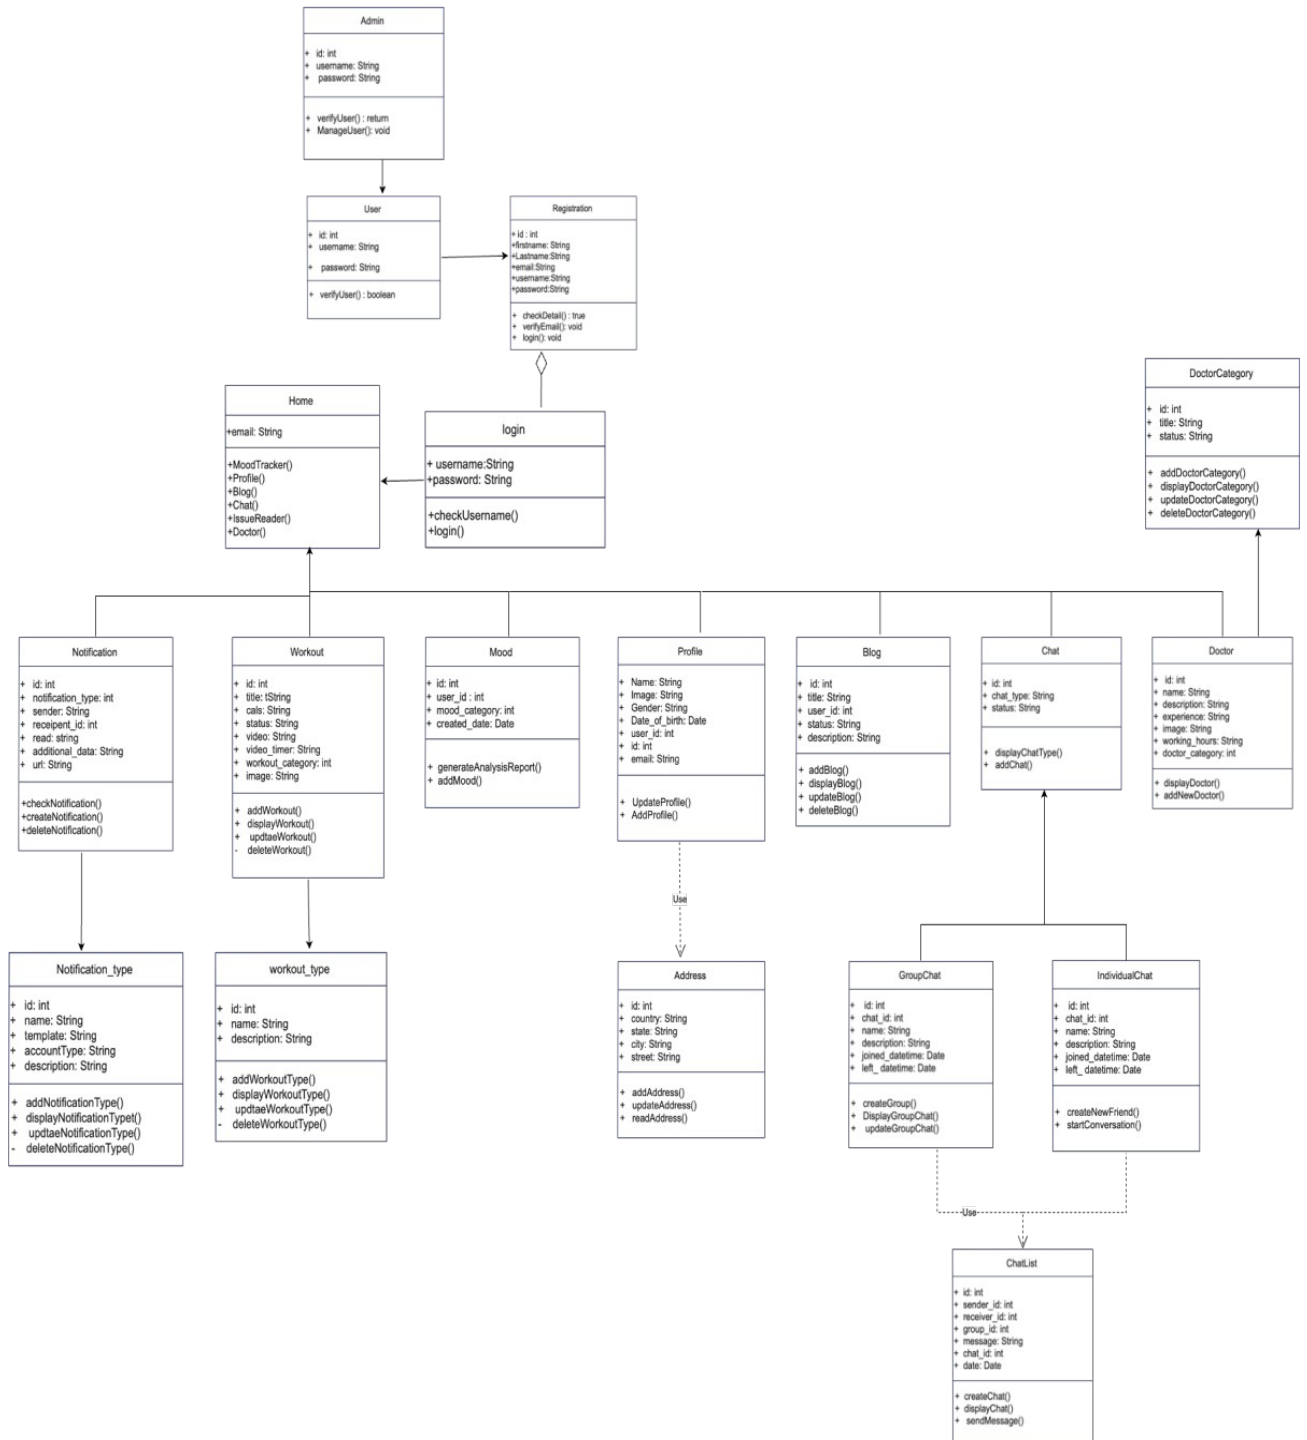 Admin
+ id: int
+ username: String
+ password: String
+ verifyUser() : return
+ ManageUser(): void
User
+ id: int
+ username: String
+ password: String
+ verifyUser() : boolean
Registration
+ id : int
+firstname: String
+Lastname:String
+email:String
+username:String
+password:String
+ checkDetail() : true
+ verifyEmail(): void
+ login(): void
Home
+email: String
+MoodTracker()
+Profile()
+Blog()
+Chat()
+IssueReader()
+Doctor()
login
+ username:String
+password: String
+checkUsername()
+login()
DoctorCategory
+ id: int
+ title: String
+ status: String
+ addDoctorCategory()
+ displayDoctorCategory()
+ updateDoctorCategory()
+ deleteDoctorCategory()
Notification
+ id: int
+ notification_type: int
+ sender: String
+ receipent_id: int
+ read: string
+ additional_data: String
+ url: String
+checkNotification()
+createNotification()
+deleteNotification()
Workout
+ id: int
+ title: tString
+ cals: String
+ status: String
+ video: String
+ video_timer: String
+ workout_category: int
+ image: String
+ addWorkout()
+ displayWorkout()
+ updtaeWorkout()
- deleteWorkout()
Mood
+ id: int
+ user_id : int
+ mood_category: int
+ created_date: Date
+ generateAnalysisReport()
+ addMood()
Profile
+ Name: String
+ Image: String
+ Gender: String
+ Date_of_birth: Date
+ user_id: int
+ id: int
+ email: String
+ UpdateProfile()
+ AddProfile()
Blog
+ id: int
+ title: String
+ user_id: int
+ status: String
+ description: String
+ addBlog()
+ displayBlog()
+ updateBlog()
+ deleteBlog()
Chat
+ id: int
+ chat_type: String
+ status: String
+ displayChatType()
+ addChat()
Doctor
+ id: int
+ name: String
+ description: String
+ experience: String
+ image: String
+ working_hours: String
+ doctor_category: int
+ displayDoctor()
+ addNewDoctor()
Use
Notification_type
+ id: int
+ name: String
+ template: String
+ accountType: String
+ description: String
+ addNotificationType()
+ displayNotificationTypet()
+ updtaeNotificationType()
- deleteNotificationType()
workout_type
+ id: int
+ name: String
+ description: String
+ addWorkoutType()
+ displayWorkoutType()
+ updtaeWorkoutType()
- deleteWorkoutType()
Address
+ id: int
+ country: String
+ state: String
+ city: String
+ street: String
+ addAddress()
+ updateAddress()
+ readAddress()
GroupChat
+ id: int
+ chat_id: int
+ name: String
+ description: String
+ joined_datetime: Date
+ left_ datetime: Date
+ createGroup()
+ DisplayGroupChat()
+ updateGroupChat()
IndividualChat
+ id: int
+ chat_id: int
+ name: String
+ description: String
+ joined_datetime: Date
+ left_ datetime: Date
+ createNewFriend()
+ startConversation()
Use
ChatList
+ id: int
+ sender_id: int
+ receiver_id: int
+ group_id: int
+ message: String
+ chat_id: int
+ date: Date
+ createChat()
+ displayChat()
+ sendMessage()